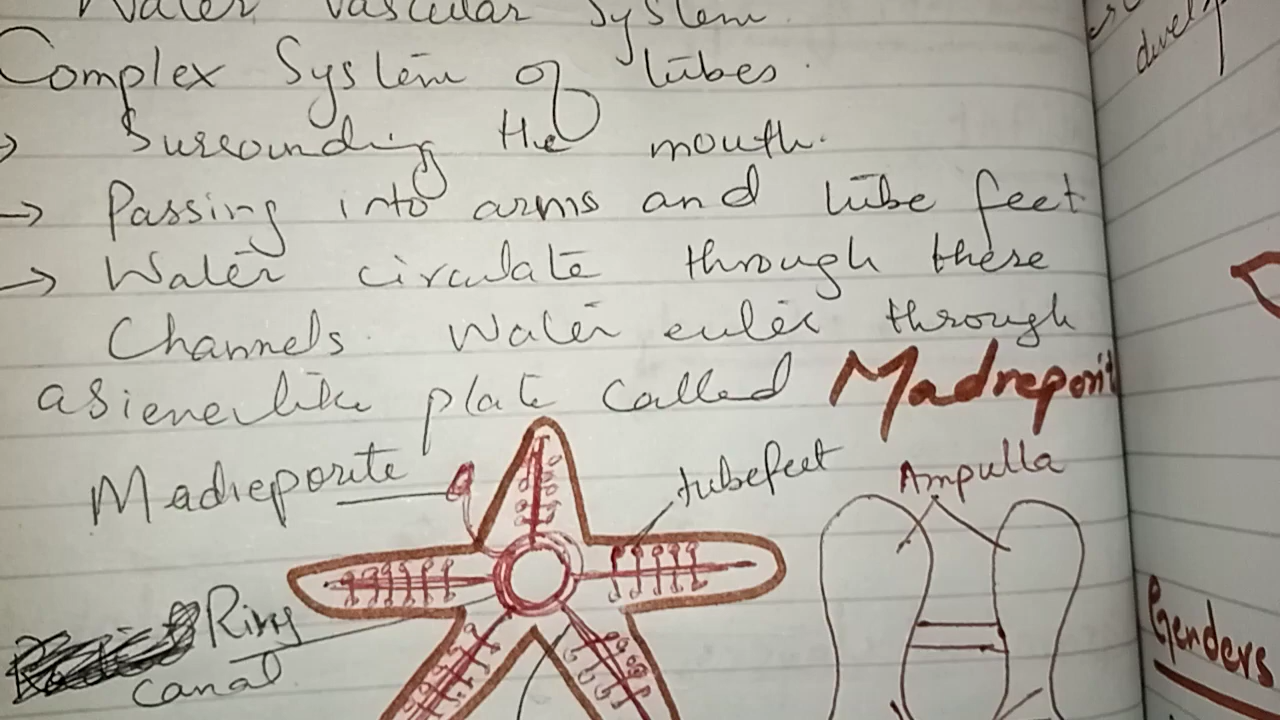 Water Vascular System
Complex System of tubes.
→ Surrounding the mouth.
→ Passing into arms and tube feet
→ Water circulate through these
Channels. Water enter through
a sieve like plate called Madreporit
Madreporite
tubefeet
Ampulla
Ring
canal
Genders